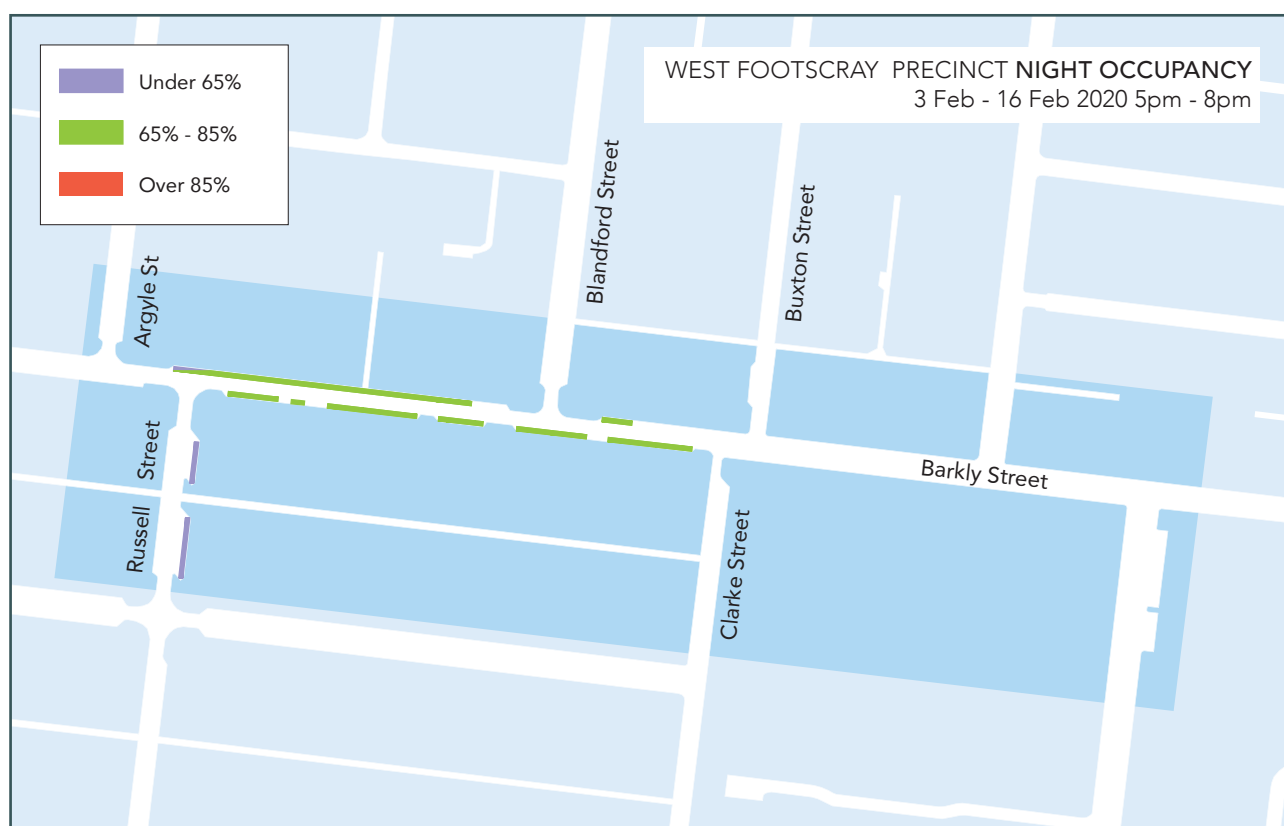 WEST FOOTSCRAY PRECINCT NIGHT OCCUPANCY
3 Feb - 16 Feb 2020 5pm - 8pm
Under 65%
65% - 85%
Over 85%
Argyle St
Blandford Street
Buxton Street
Barkly Street
Russell Street
Clarke Street